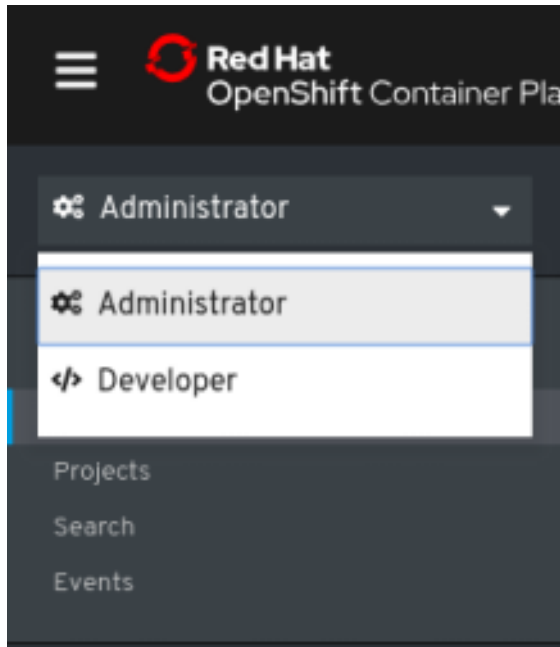 Red Hat
OpenShift Container Pla
Administrator
Administrator
</> Developer
Projects
Search
Events